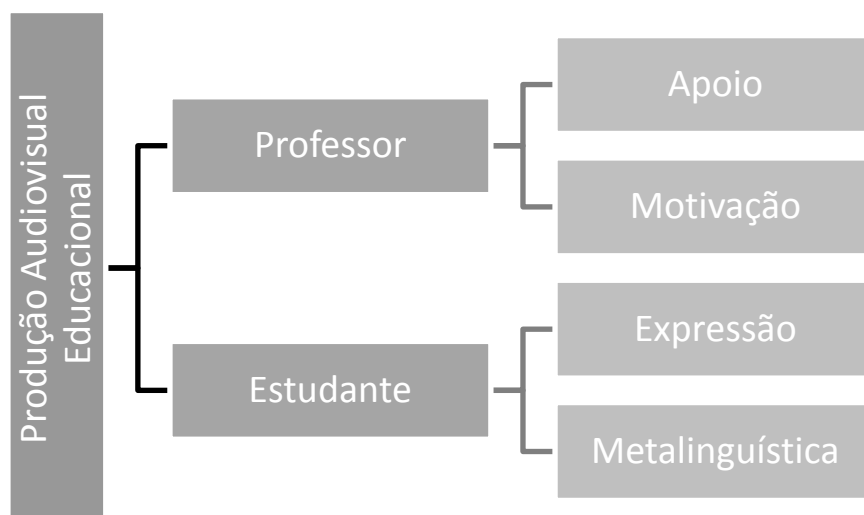 Produção Audiovisual
Educacional
Professor
Apoio
Motivação
Estudante
Expressão
Metalinguística